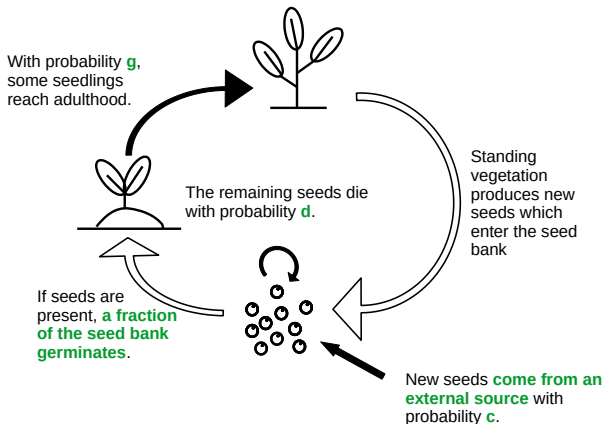 With probability g,
some seedlings
reach adulthood.
Standing
vegetation
produces new
seeds which
enter the seed
bank
The remaining seeds die
with probability d.
If seeds are
present, a fraction
of the seed bank
germinates.
New seeds come from an
external source with
probability c.